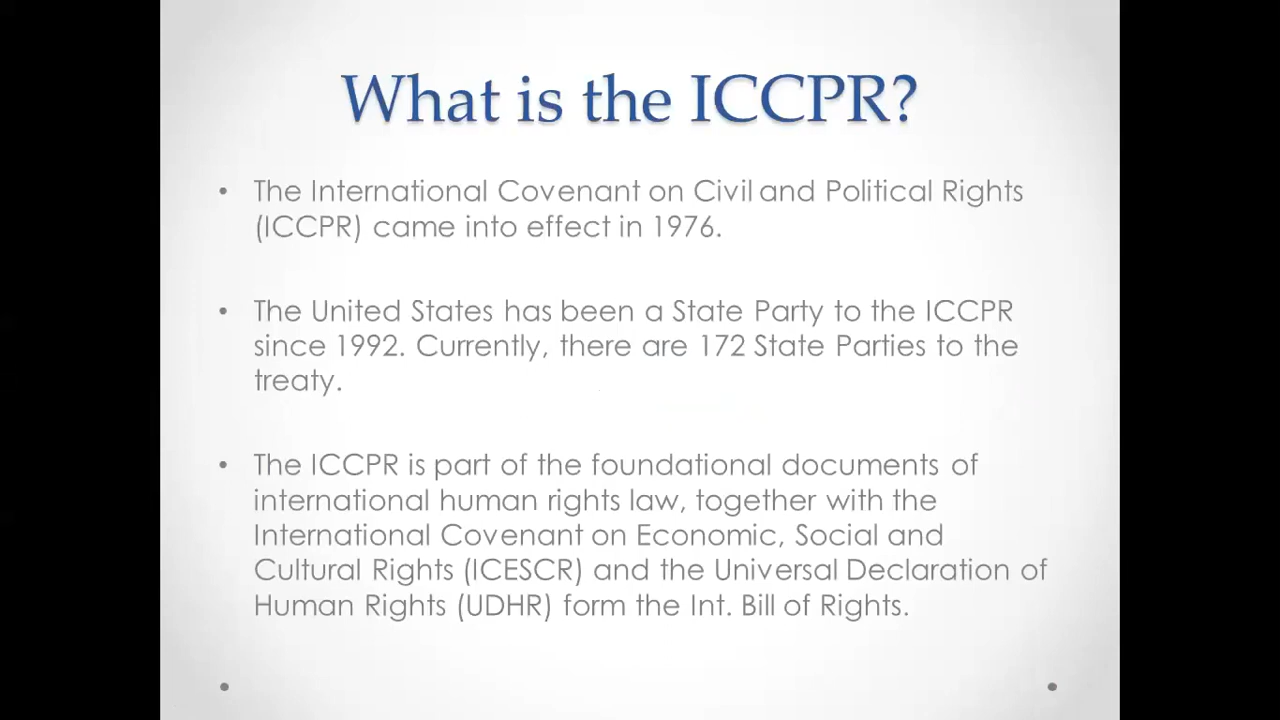 What is the ICCPR?
• The International Covenant on Civil and Political Rights
(ICCPR) came into effect in 1976.
• The United States has been a State Party to the ICCPR
since 1992. Currently, there are 172 State Parties to the
treaty.
• The ICCPR is part of the foundational documents of
international human rights law, together with the
International Covenant on Economic, Social and
Cultural Rights (ICESCR) and the Universal Declaration of
Human Rights (UDHR) form the Int. Bill of Rights.